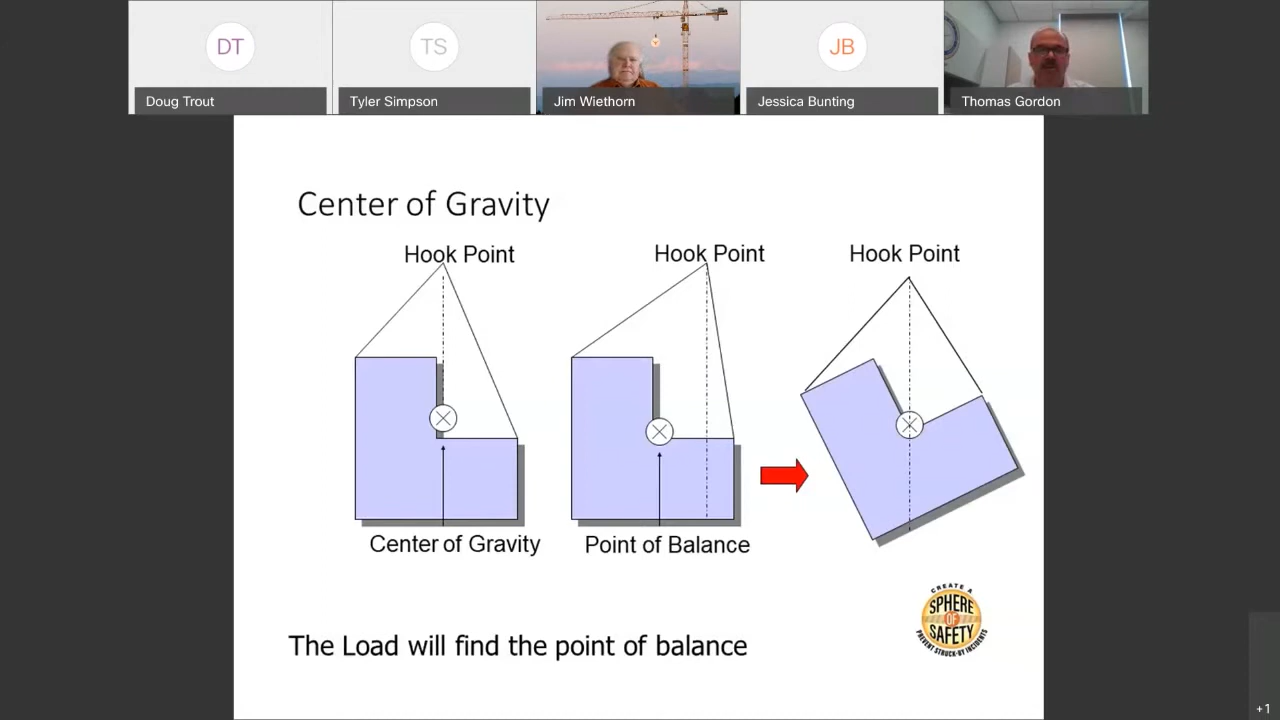 DT
TS
JB
Doug Trout
Tyler Simpson
Jim Wiethorn
Jessica Bunting
Thomas Gordon
Center of Gravity
Hook Point
Hook Point
Hook Point
Center of Gravity
Point of Balance
CREATE A
SPHERE
OF
SAFETY
PREVENT STRUCK-BY INCIDENTS
The Load will find the point of balance
+1